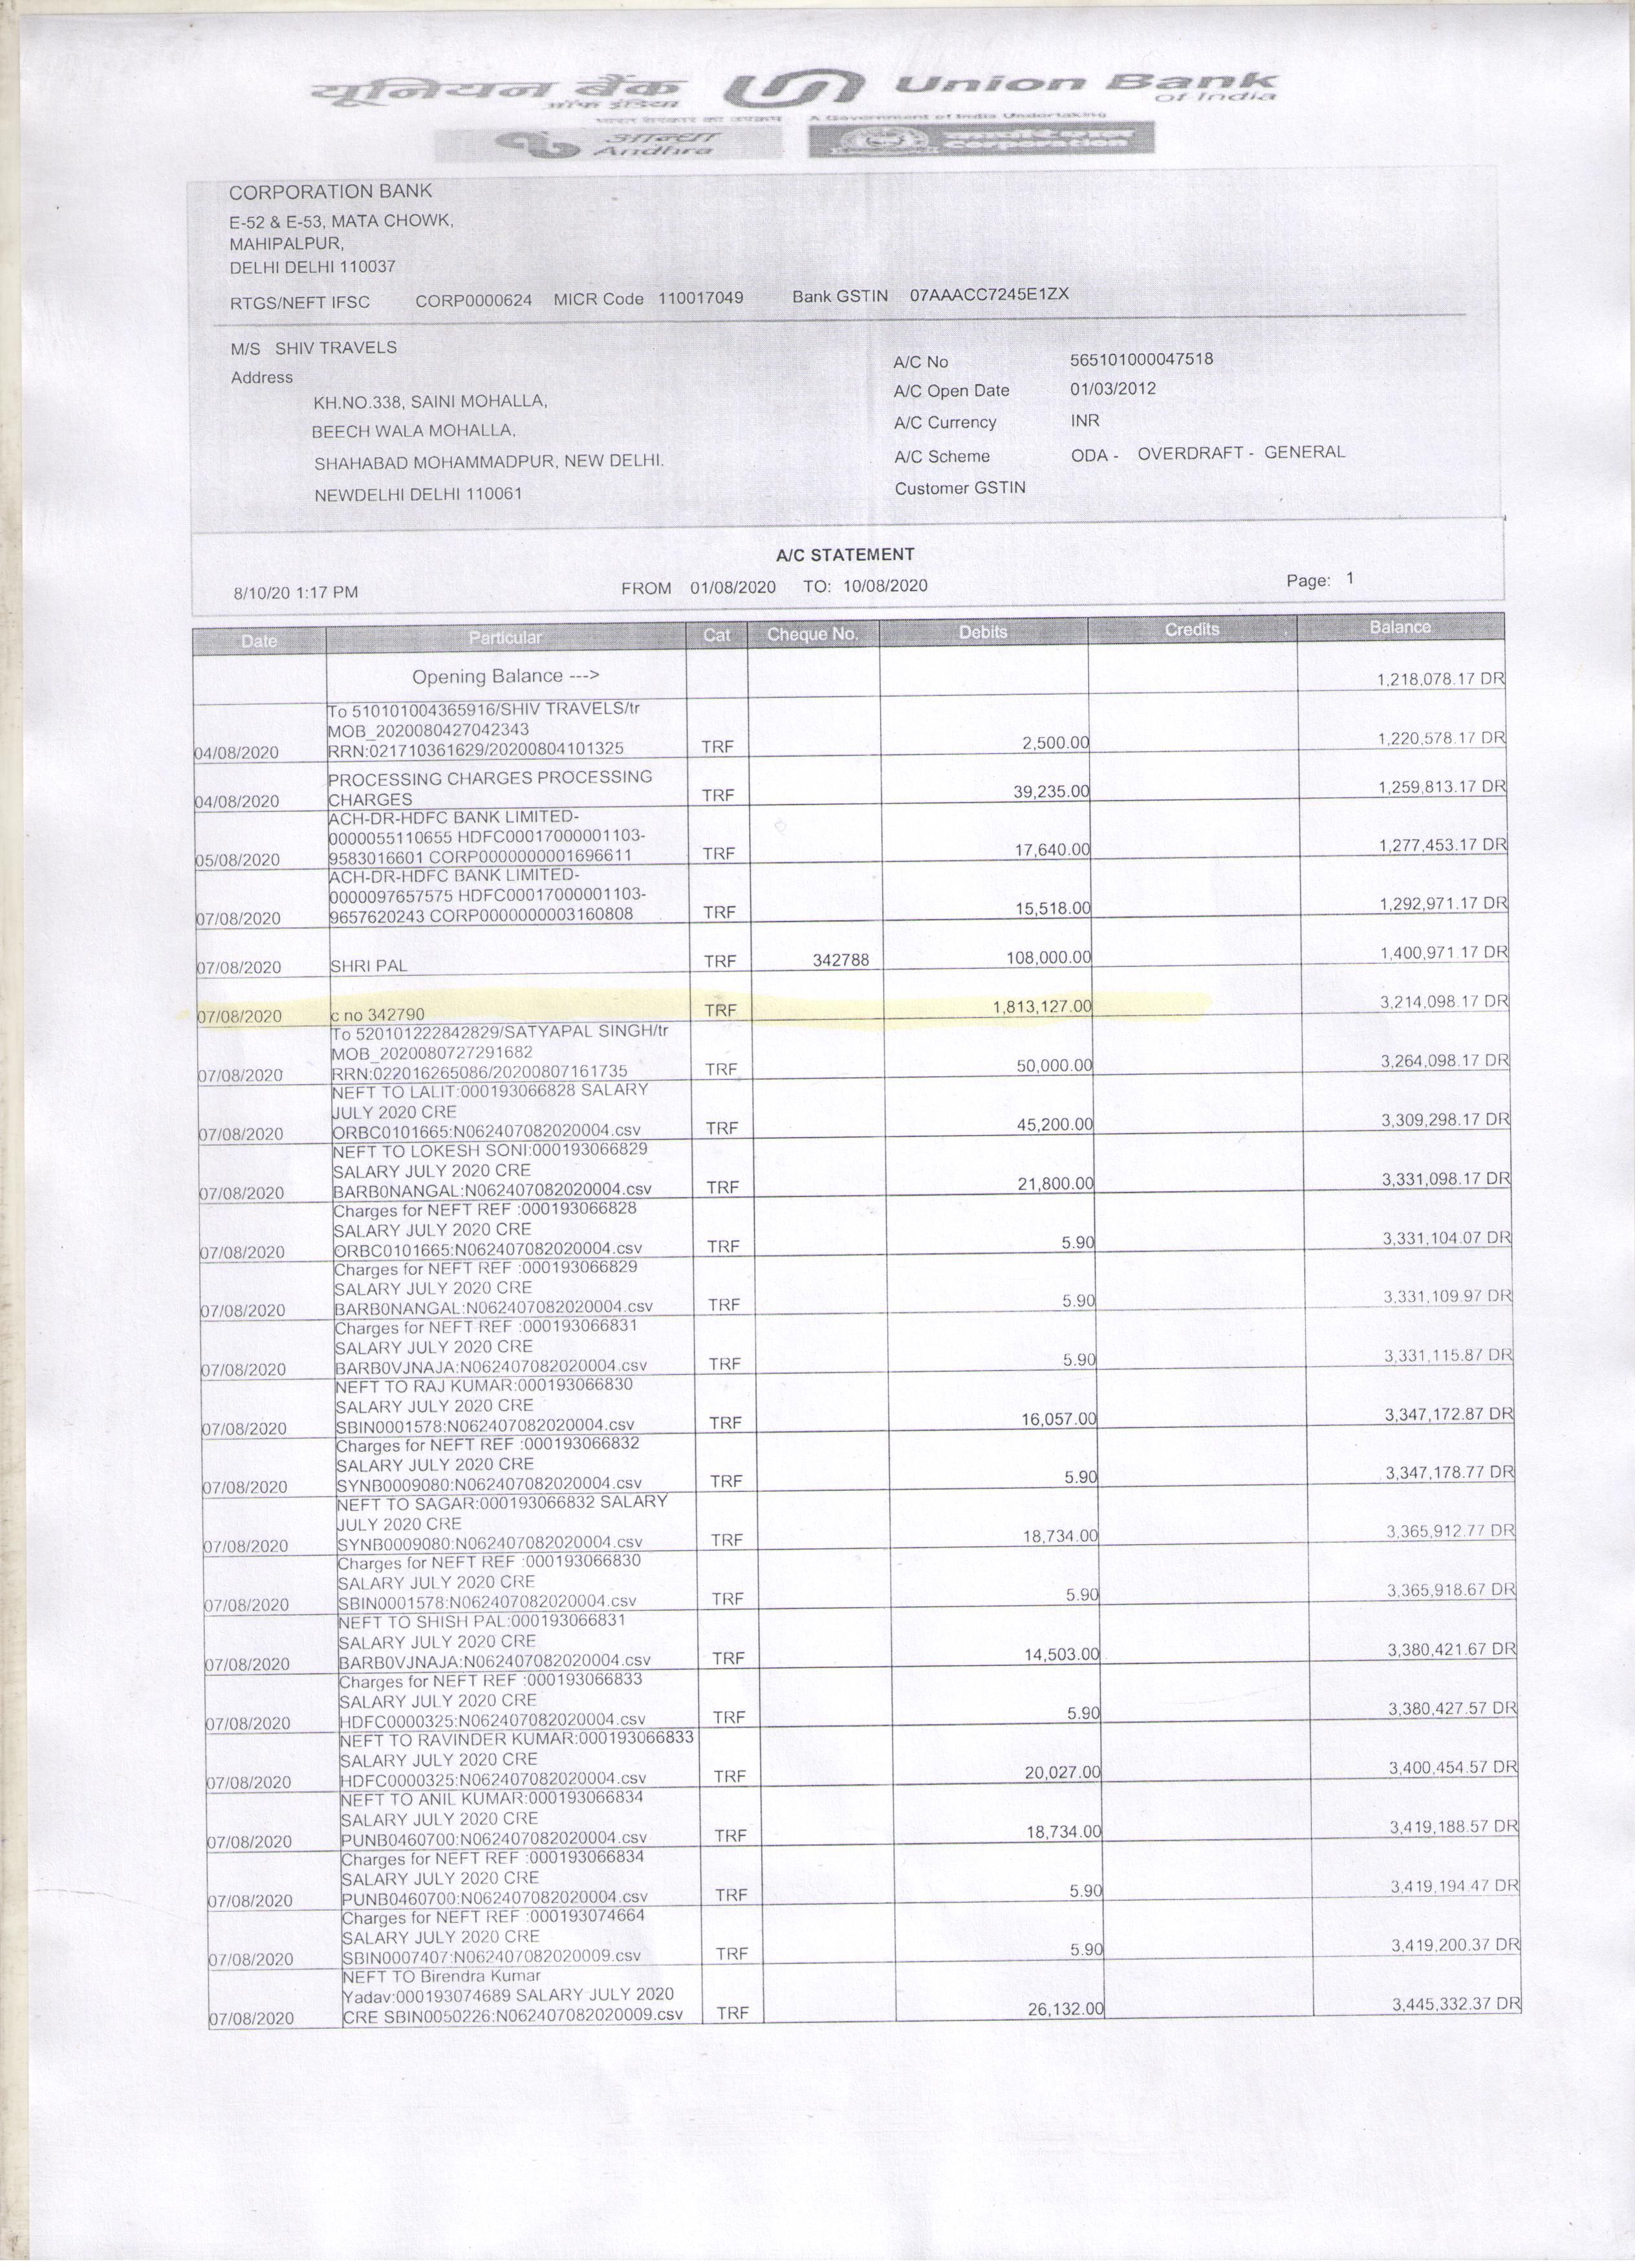 यूनियन बैंक Union Bank
ऑफ इंडिया of India
भारत सरकार का उपक्रम A Government of India Undertaking
आन्ध्रा
Andhra Corporation
CORPORATION BANK
E-52 & E-53, MATA CHOWK,
MAHIPALPUR,
DELHI DELHI 110037
RTGS/NEFT IFSC CORP0000624 MICR Code 110017049 Bank GSTIN 07AAACC7245E1ZX
M/S SHIV TRAVELS
Address
KH.NO.338, SAINI MOHALLA,
BEECH WALA MOHALLA,
SHAHABAD MOHAMMADPUR, NEW DELHI.
NEWDELHI DELHI 110061
A/C No 565101000047518
A/C Open Date 01/03/2012
A/C Currency INR
A/C Scheme ODA - OVERDRAFT - GENERAL
Customer GSTIN
A/C STATEMENT
8/10/20 1:17 PM FROM 01/08/2020 TO: 10/08/2020 Page: 1
Date Particular Cat Cheque No. Debits Credits Balance
Opening Balance ---> 1,218,078.17 DR
To 510101004365916/SHIV TRAVELS/tr
MOB_2020080427042343
04/08/2020 RRN:021710361629/20200804101325 TRF 2,500.00 1,220,578.17 DR
PROCESSING CHARGES PROCESSING
04/08/2020 CHARGES TRF 39,235.00 1,259,813.17 DR
ACH-DR-HDFC BANK LIMITED-
0000055110655 HDFC00017000001103-
05/08/2020 9583016601 CORP0000000001696611 TRF 17,640.00 1,277,453.17 DR
ACH-DR-HDFC BANK LIMITED-
0000097657575 HDFC00017000001103-
07/08/2020 9657620243 CORP0000000003160808 TRF 15,518.00 1,292,971.17 DR
07/08/2020 SHRI PAL TRF 342788 108,000.00 1,400,971.17 DR
07/08/2020 c no 342790 TRF 1,813,127.00 3,214,098.17 DR
To 520101222842829/SATYAPAL SINGH/tr
MOB_2020080727291682
07/08/2020 RRN:022016265086/20200807161735 TRF 50,000.00 3,264,098.17 DR
NEFT TO LALIT:000193066828 SALARY
JULY 2020 CRE
07/08/2020 ORBC0101665:N062407082020004.csv TRF 45,200.00 3,309,298.17 DR
NEFT TO LOKESH SONI:000193066829
SALARY JULY 2020 CRE
07/08/2020 BARB0NANGAL:N062407082020004.csv TRF 21,800.00 3,331,098.17 DR
Charges for NEFT REF :000193066828
SALARY JULY 2020 CRE
07/08/2020 ORBC0101665:N062407082020004.csv TRF 5.90 3,331,104.07 DR
Charges for NEFT REF :000193066829
SALARY JULY 2020 CRE
07/08/2020 BARB0NANGAL:N062407082020004.csv TRF 5.90 3,331,109.97 DR
Charges for NEFT REF :000193066831
SALARY JULY 2020 CRE
07/08/2020 BARB0VJNAJA:N062407082020004.csv TRF 5.90 3,331,115.87 DR
NEFT TO RAJ KUMAR:000193066830
SALARY JULY 2020 CRE
07/08/2020 SBIN0001578:N062407082020004.csv TRF 16,057.00 3,347,172.87 DR
Charges for NEFT REF :000193066832
SALARY JULY 2020 CRE
07/08/2020 SYNB0009080:N062407082020004.csv TRF 5.90 3,347,178.77 DR
NEFT TO SAGAR:000193066832 SALARY
JULY 2020 CRE
07/08/2020 SYNB0009080:N062407082020004.csv TRF 18,734.00 3,365,912.77 DR
Charges for NEFT REF :000193066830
SALARY JULY 2020 CRE
07/08/2020 SBIN0001578:N062407082020004.csv TRF 5.90 3,365,918.67 DR
NEFT TO SHISH PAL:000193066831
SALARY JULY 2020 CRE
07/08/2020 BARB0VJNAJA:N062407082020004.csv TRF 14,503.00 3,380,421.67 DR
Charges for NEFT REF :000193066833
SALARY JULY 2020 CRE
07/08/2020 HDFC0000325:N062407082020004.csv TRF 5.90 3,380,427.57 DR
NEFT TO RAVINDER KUMAR:000193066833
SALARY JULY 2020 CRE
07/08/2020 HDFC0000325:N062407082020004.csv TRF 20,027.00 3,400,454.57 DR
NEFT TO ANIL KUMAR:000193066834
SALARY JULY 2020 CRE
07/08/2020 PUNB0460700:N062407082020004.csv TRF 18,734.00 3,419,188.57 DR
Charges for NEFT REF :000193066834
SALARY JULY 2020 CRE
07/08/2020 PUNB0460700:N062407082020004.csv TRF 5.90 3,419,194.47 DR
Charges for NEFT REF :000193074664
SALARY JULY 2020 CRE
07/08/2020 SBIN0007407:N062407082020009.csv TRF 5.90 3,419,200.37 DR
NEFT TO Birendra Kumar
Yadav:000193074689 SALARY JULY 2020
07/08/2020 CRE SBIN0050226:N062407082020009.csv TRF 26,132.00 3,445,332.37 DR